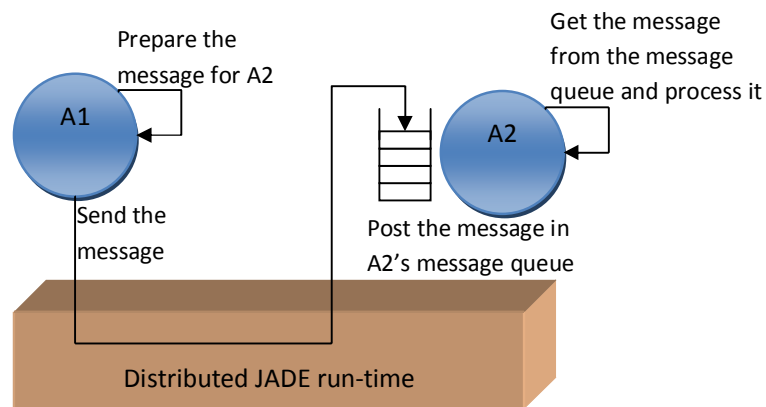 Prepare the
message for A2
A1
Send the
message
Get the message
from the message
queue and process it
A2
Post the message in
A2’s message queue
Distributed JADE run-time